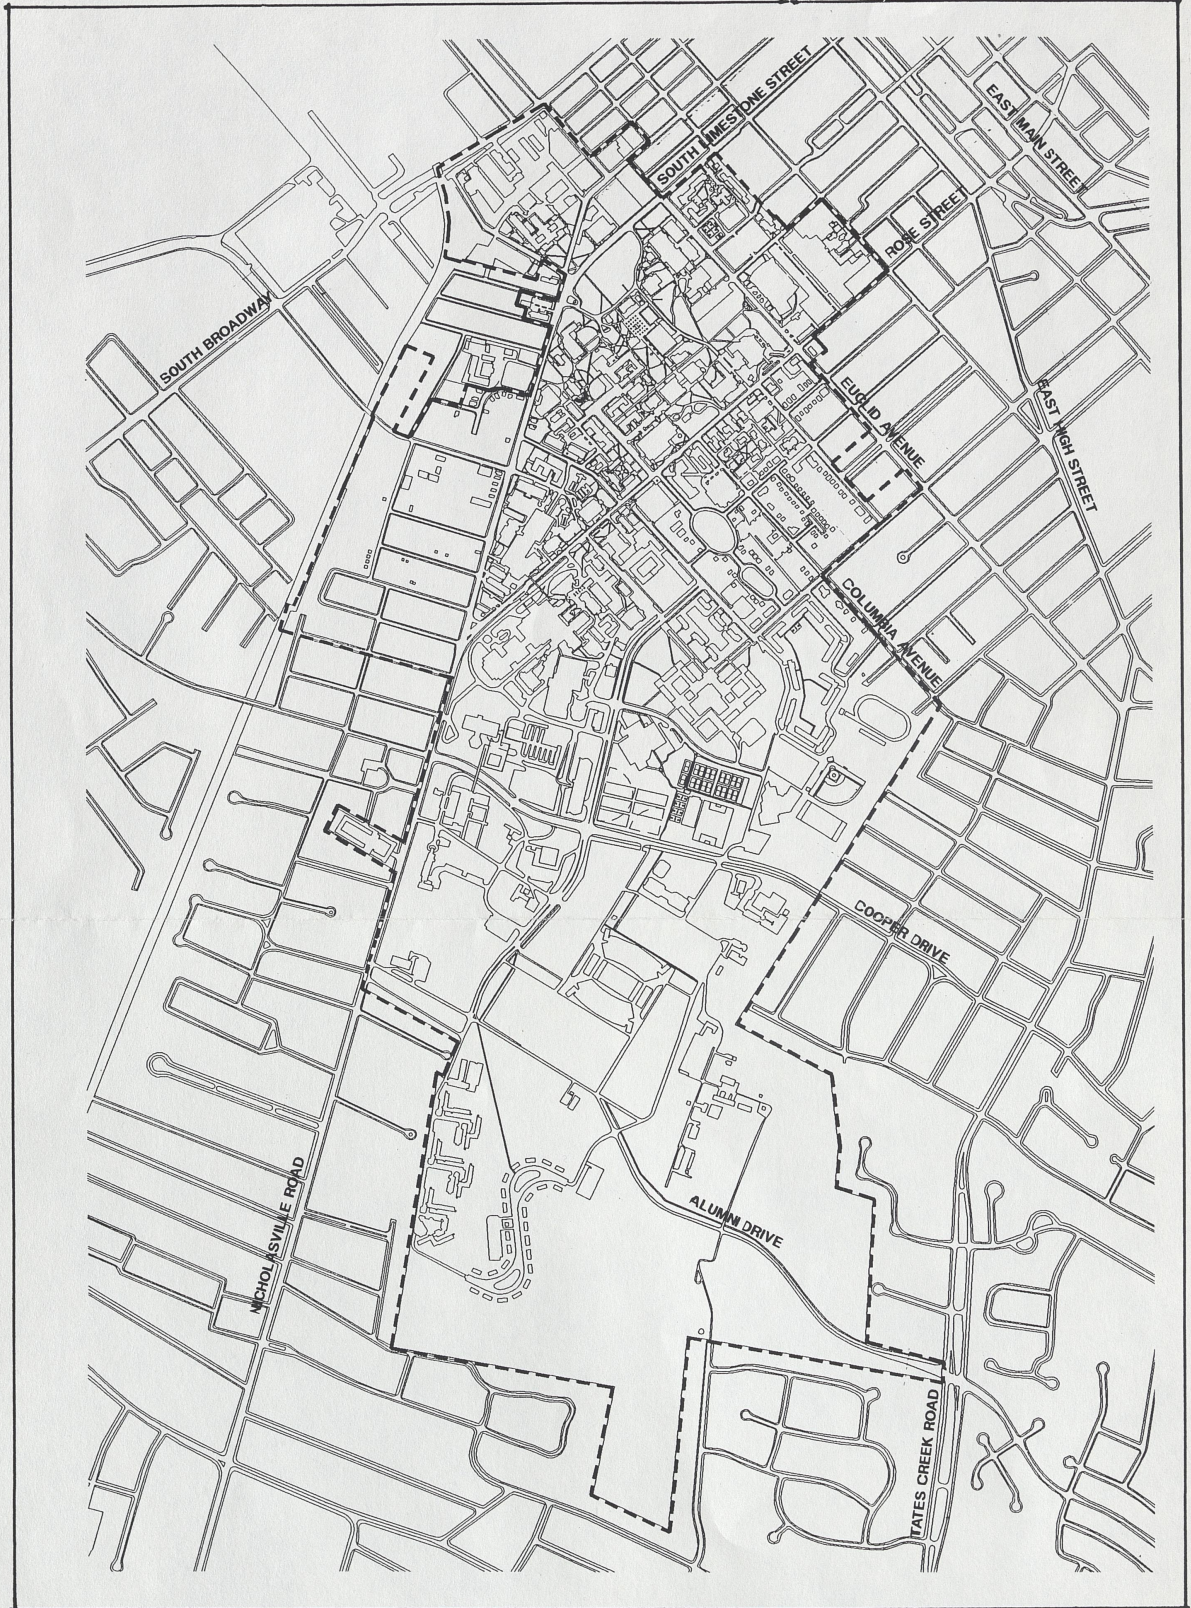 SOUTH LIMESTONE STREET
EAST MAIN STREET
ROSE STREET
SOUTH BROADWAY
EUCLID AVENUE
EAST HIGH STREET
COLUMBIA AVENUE
COOPER DRIVE
NICHOLASVILLE ROAD
ALUMNI DRIVE
TATES CREEK ROAD